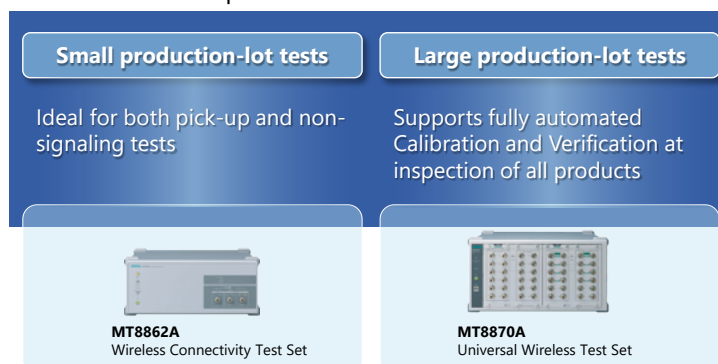 Small production-lot tests
Ideal for both pick-up and non-
signaling tests
MT8862A
Wireless Connectivity Test Set
Large production-lot tests
Supports fully automated
Calibration and Verification at
inspection of all products
MT8870A
Universal Wireless Test Set